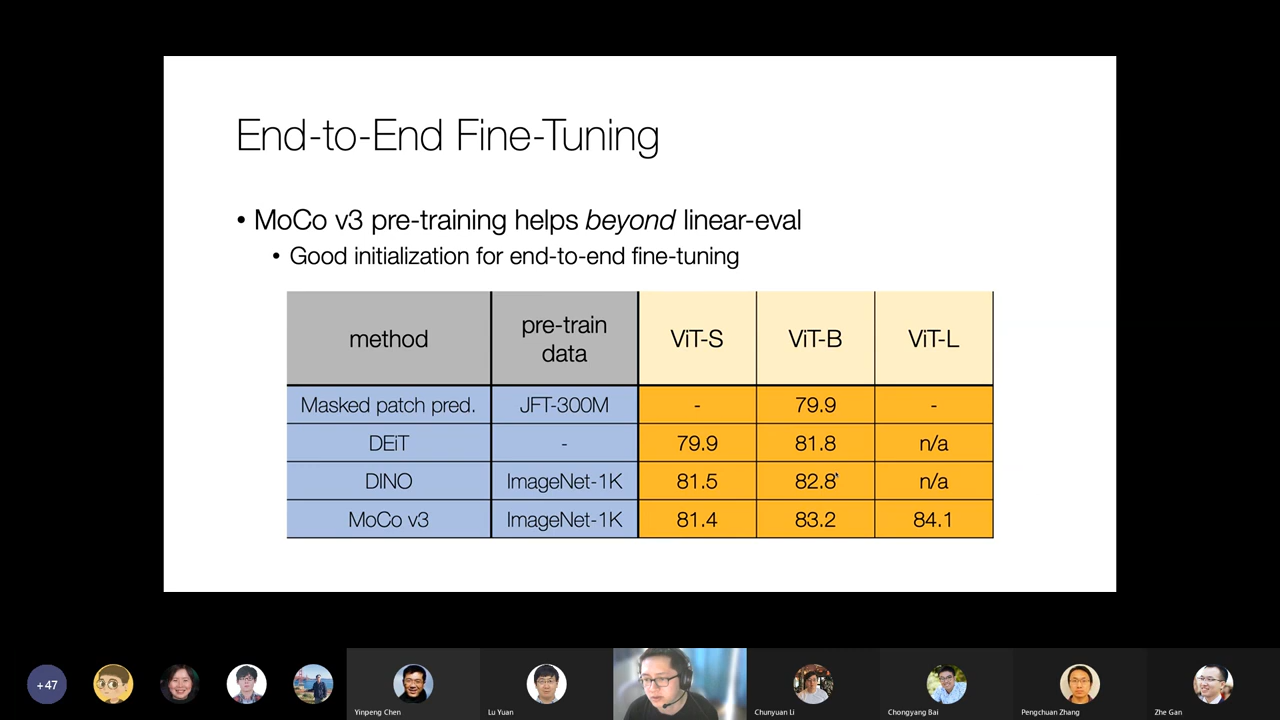 End-to-End Fine-Tuning
• MoCo v3 pre-training helps beyond linear-eval
• Good initialization for end-to-end fine-tuning
method pre-train data ViT-S ViT-B ViT-L
Masked patch pred. JFT-300M - 79.9 -
DEiT - 79.9 81.8 n/a
DINO ImageNet-1K 81.5 82.8` n/a
MoCo v3 ImageNet-1K 81.4 83.2 84.1
+47
Yinpeng Chen
Lu Yuan
Chunyuan Li
Chongyang Bai
Pengchuan Zhang
Zhe Gan